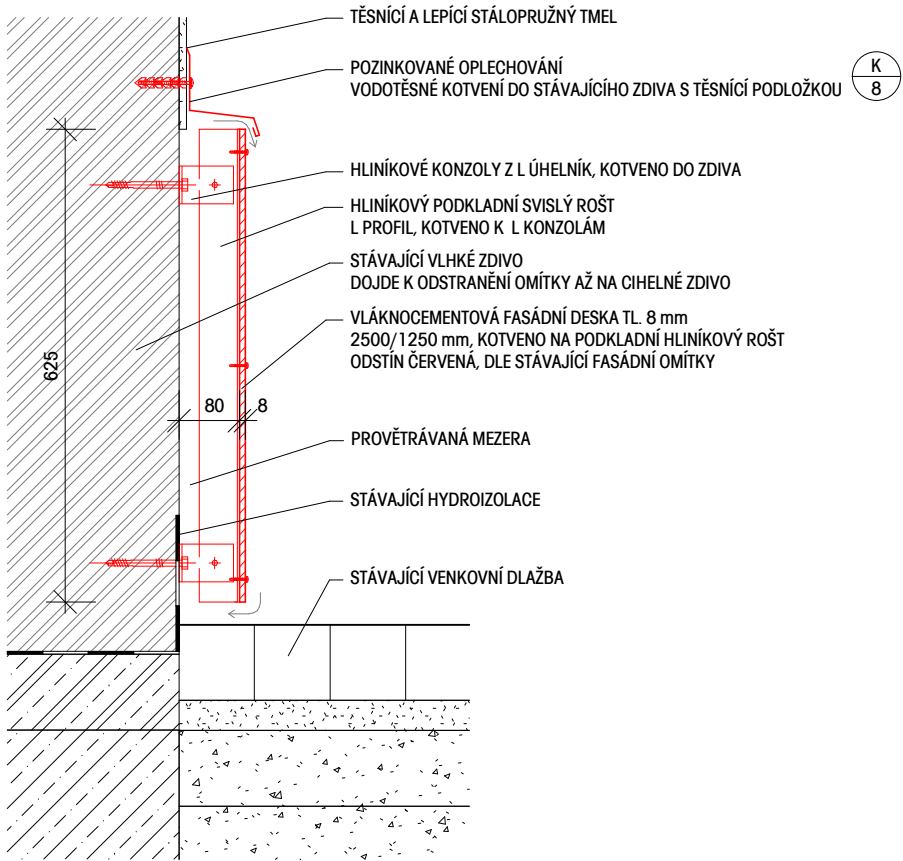 TĚSNÍCÍ A LEPÍCÍ STÁLOPRUŽNÝ TMEL
POZINKOVANÉ OPLECHOVÁNÍ
VODOTĚSNÉ KOTVENÍ DO STÁVAJÍCÍHO ZDIVA S TĚSNÍCÍ PODLOŽKOU
K
8
HLINÍKOVÉ KONZOLY Z L ÚHELNÍK, KOTVENO DO ZDIVA
HLINÍKOVÝ PODKLADNÍ SVISLÝ ROŠT
L PROFIL, KOTVENO K L KONZOLÁM
STÁVAJÍCÍ VLHKÉ ZDIVO
DOJDE K ODSTRANĚNÍ OMÍTKY AŽ NA CIHELNÉ ZDIVO
VLÁKNOCEMENTOVÁ FASÁDNÍ DESKA TL. 8 mm
2500/1250 mm, KOTVENO NA PODKLADNÍ HLINÍKOVÝ ROŠT
ODSTÍN ČERVENÁ, DLE STÁVAJÍCÍ FASÁDNÍ OMÍTKY
625
80 8
PROVĚTRÁVANÁ MEZERA
STÁVAJÍCÍ HYDROIZOLACE
STÁVAJÍCÍ VENKOVNÍ DLAŽBA